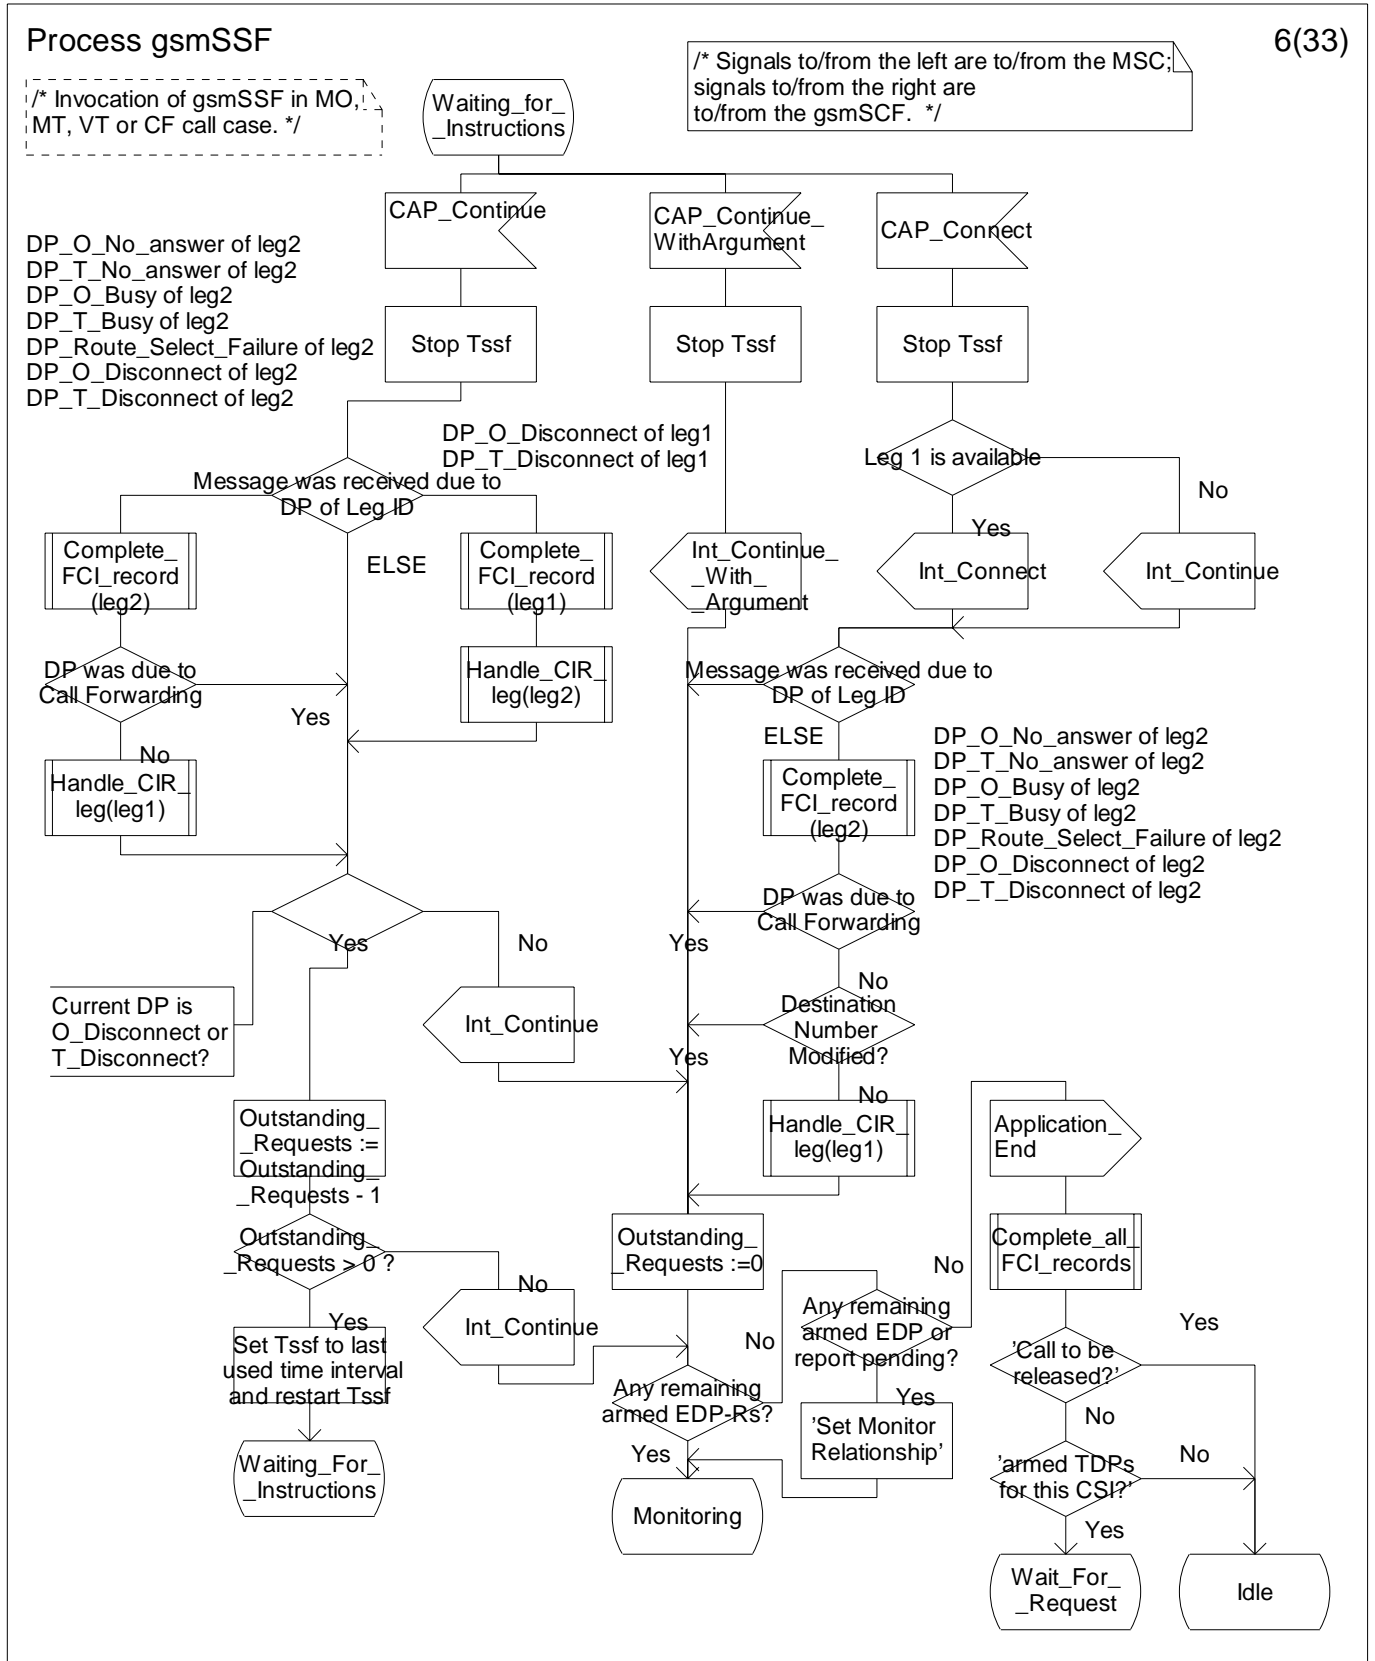 Process gsmSSF
6(33)
/* Invocation of gsmSSF in MO,
MT, VT or CF call case. */
Waiting_for_
_Instructions
/* Signals to/from the left are to/from the MSC;
signals to/from the right are
to/from the gsmSCF.  */
CAP_Continue
CAP_Continue_
WithArgument
CAP_Connect
DP_O_No_answer of leg2
DP_T_No_answer of leg2
DP_O_Busy of leg2
DP_T_Busy of leg2
DP_Route_Select_Failure of leg2
DP_O_Disconnect of leg2
DP_T_Disconnect of leg2
Stop Tssf
Stop Tssf
Stop Tssf
DP_O_Disconnect of leg1
DP_T_Disconnect of leg1
Leg 1 is available
Message was received due to
DP of Leg ID
No
Yes
Complete_
FCI_record
(leg2)
ELSE
Complete_
FCI_record
(leg1)
Int_Continue_
_With_
_Argument
Int_Connect
Int_Continue
DP was due to
Call Forwarding
Yes
Handle_CIR_
leg(leg2)
Message was received due to
DP of Leg ID
ELSE
No
Handle_CIR_
leg(leg1)
Complete_
FCI_record
(leg2)
DP_O_No_answer of leg2
DP_T_No_answer of leg2
DP_O_Busy of leg2
DP_T_Busy of leg2
DP_Route_Select_Failure of leg2
DP_O_Disconnect of leg2
DP_T_Disconnect of leg2
DP was due to
Call Forwarding
Yes
No
Yes
No
Current DP is
O_Disconnect or
T_Disconnect?
Int_Continue
Destination
Number
Modified?
Yes
No
Outstanding_
_Requests :=
Outstanding_
_Requests - 1
Handle_CIR_
leg(leg1)
Application_
End
Outstanding_
_Requests > 0 ?
No
Yes
Outstanding_
_Requests :=0
No
Complete_all_
FCI_records
Set Tssf to last
used time interval
and restart Tssf
Int_Continue
No
Any remaining
armed EDP or
report pending?
Yes
Yes
'Call to be
released?'
No
Any remaining
armed EDP-Rs?
Yes
'Set Monitor
Relationship'
Waiting_For_
_Instructions
'armed TDPs
for this CSI?'
No
Yes
Monitoring
Wait_For_
_Request
Idle